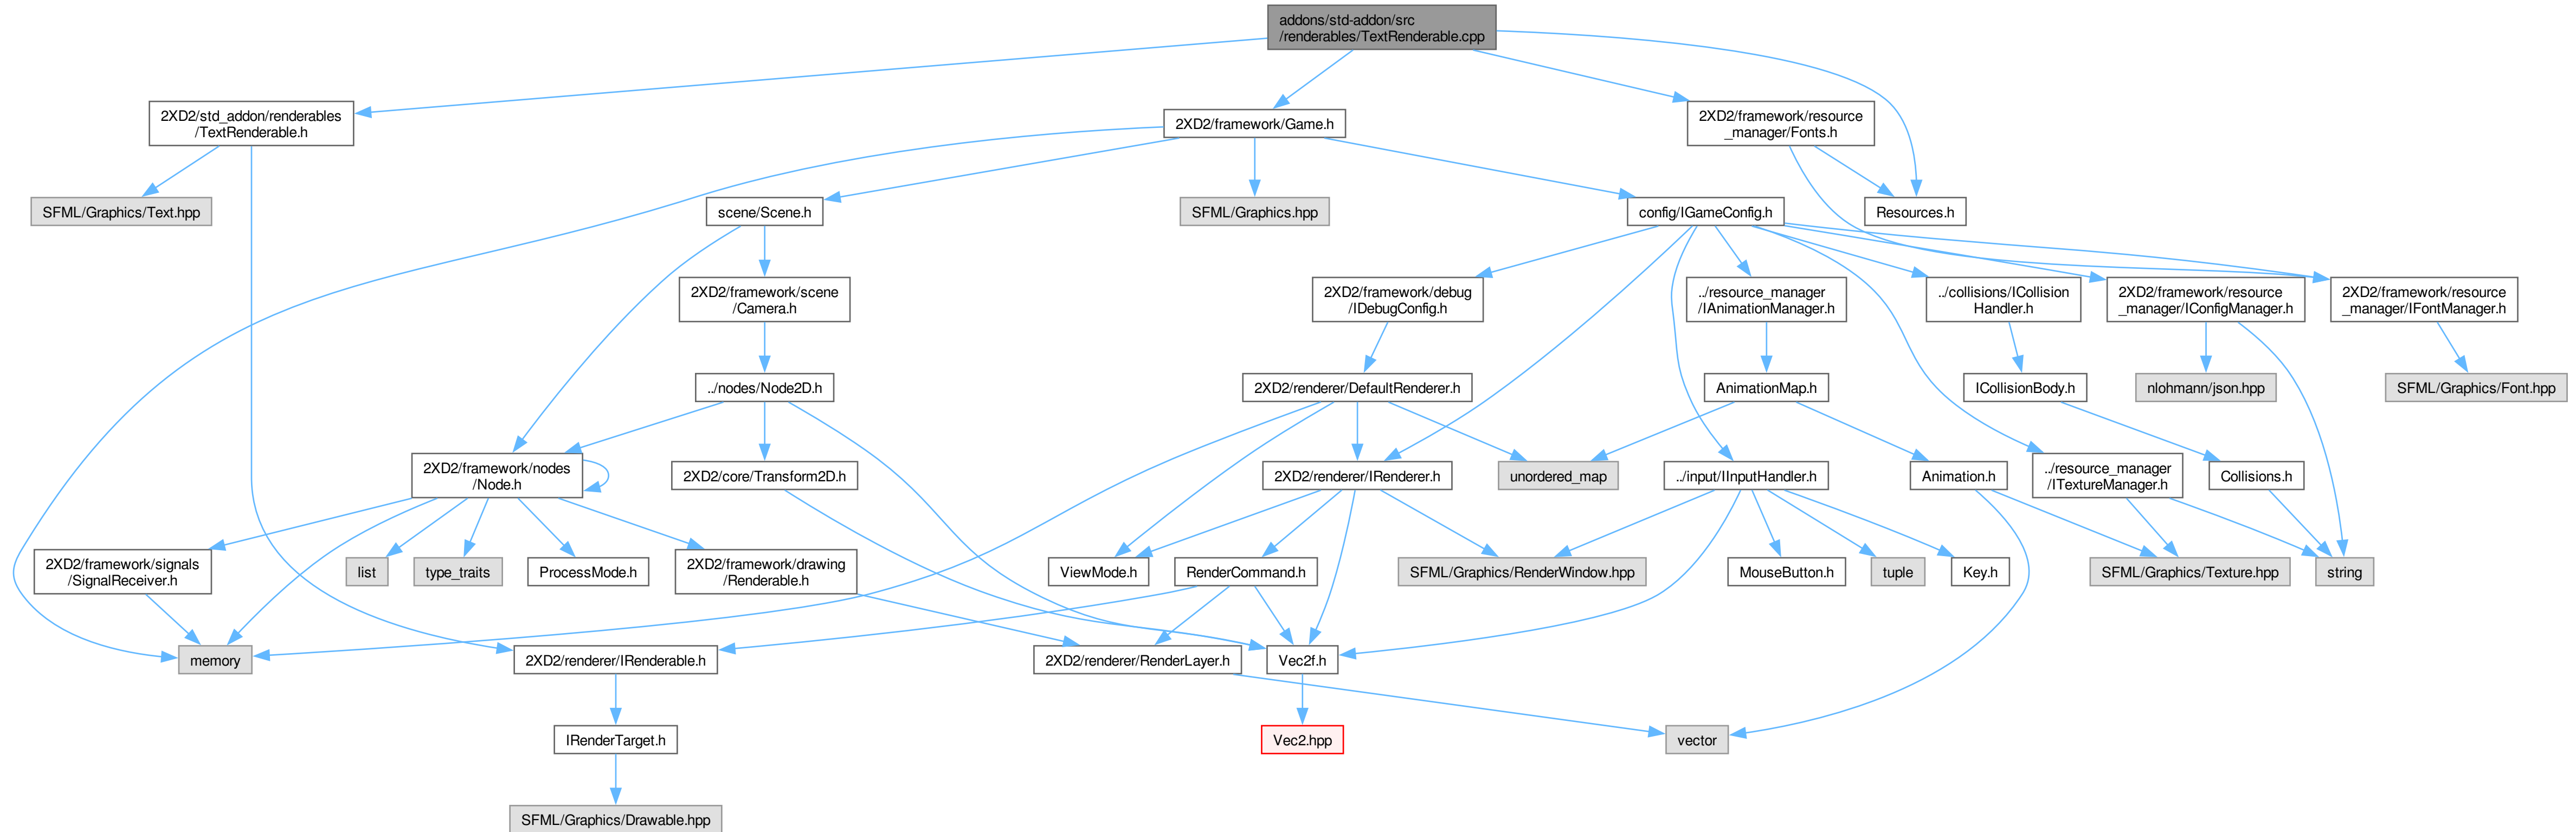 addons/std-addon/src
/renderables/TextRenderable.cpp
2XD2/std_addon/renderables
/TextRenderable.h
2XD2/framework/Game.h
2XD2/framework/resource
_manager/Fonts.h
SFML/Graphics/Text.hpp
scene/Scene.h
SFML/Graphics.hpp
config/IGameConfig.h
Resources.h
2XD2/framework/scene
/Camera.h
2XD2/framework/debug
/IDebugConfig.h
../resource_manager
/IAnimationManager.h
../collisions/ICollision
Handler.h
2XD2/framework/resource
_manager/IConfigManager.h
2XD2/framework/resource
_manager/IFontManager.h
../nodes/Node2D.h
2XD2/renderer/DefaultRenderer.h
AnimationMap.h
ICollisionBody.h
nlohmann/json.hpp
SFML/Graphics/Font.hpp
2XD2/framework/nodes
/Node.h
2XD2/core/Transform2D.h
2XD2/renderer/IRenderer.h
unordered_map
../input/IInputHandler.h
Animation.h
../resource_manager
/ITextureManager.h
Collisions.h
2XD2/framework/signals
/SignalReceiver.h
list
type_traits
ProcessMode.h
2XD2/framework/drawing
/Renderable.h
ViewMode.h
RenderCommand.h
SFML/Graphics/RenderWindow.hpp
MouseButton.h
tuple
Key.h
SFML/Graphics/Texture.hpp
string
memory
2XD2/renderer/IRenderable.h
2XD2/renderer/RenderLayer.h
Vec2f.h
IRenderTarget.h
Vec2.hpp
vector
SFML/Graphics/Drawable.hpp